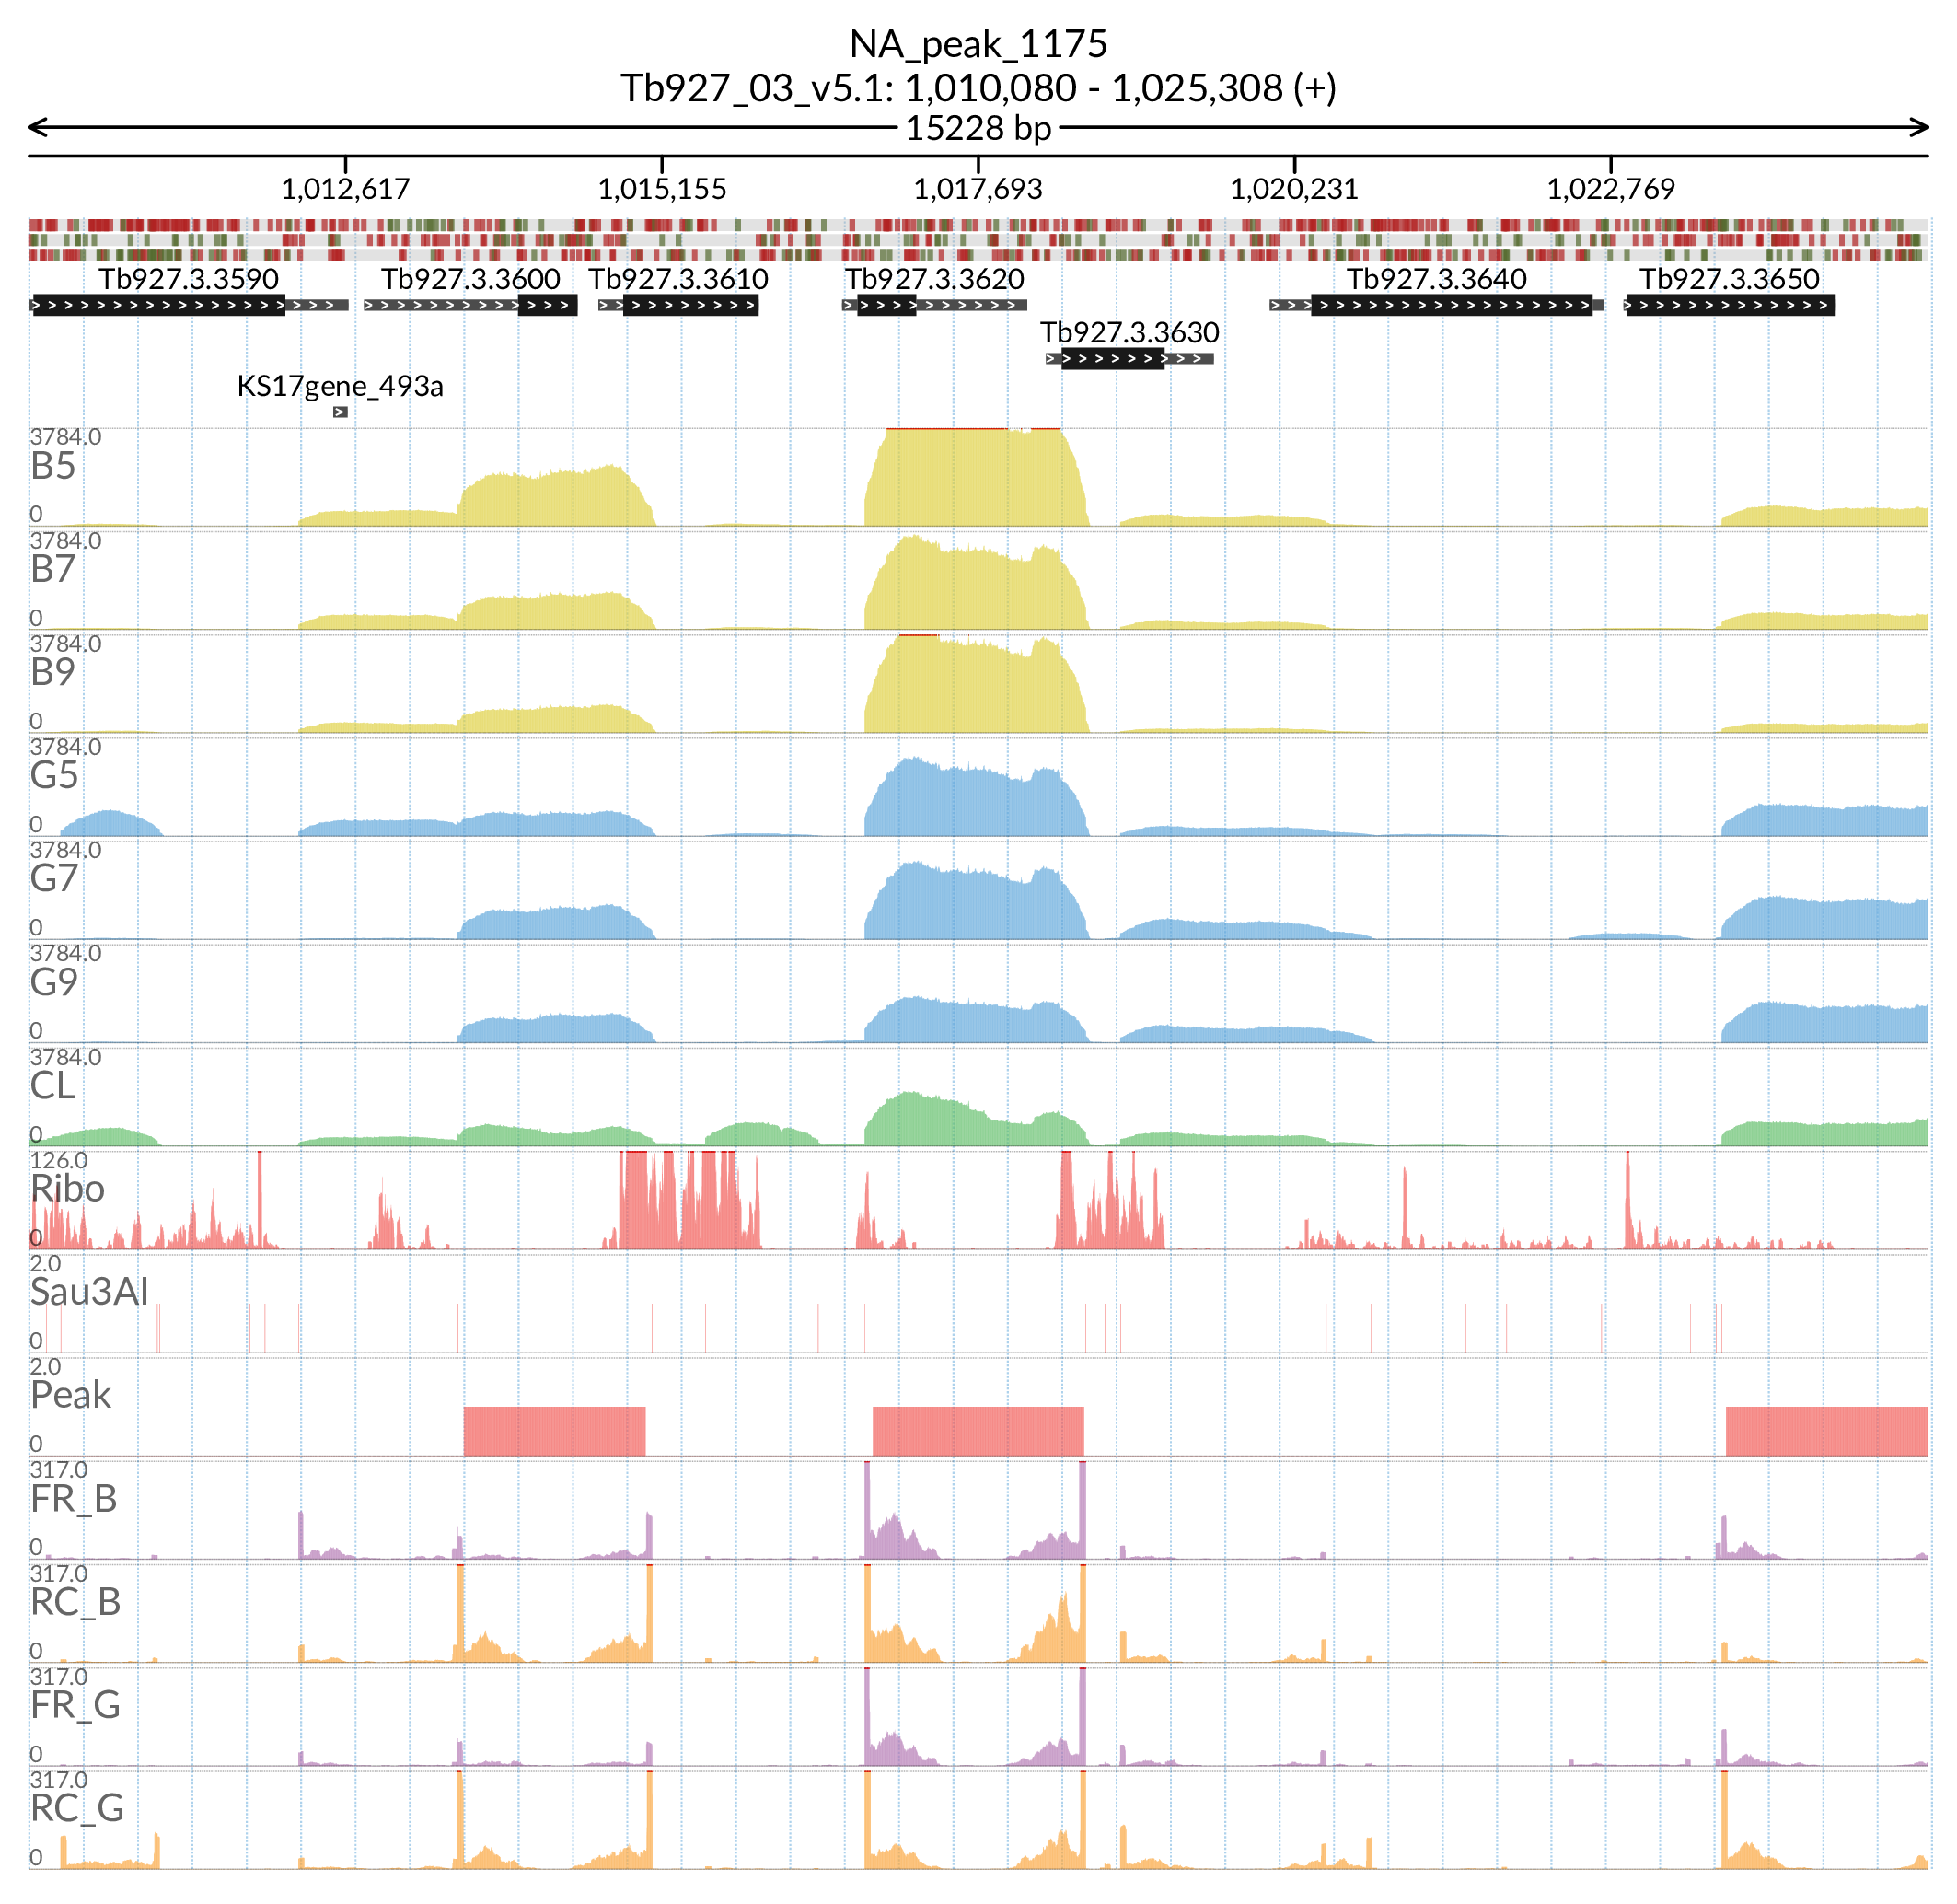 NA_peak_1175
Tb927_03_v5.1: 1,010,080 - 1,025,308 (+)
15228 bp
1,012,617 1,015,155 1,017,693 1,020,231 1,022,769
Tb927.3.3590 Tb927.3.3600 Tb927.3.3610 Tb927.3.3620 Tb927.3.3640 Tb927.3.3650
Tb927.3.3630
KS17gene_493a
3784.0
B5
0
3784.0
B7
0
3784.0
B9
0
3784.0
G5
0
3784.0
G7
0
3784.0
G9
0
3784.0
CL
0
126.0
Ribo
0
2.0
Sau3AI
0
2.0
Peak
0
317.0
FR_B
0
317.0
RC_B
0
317.0
FR_G
0
317.0
RC_G
0